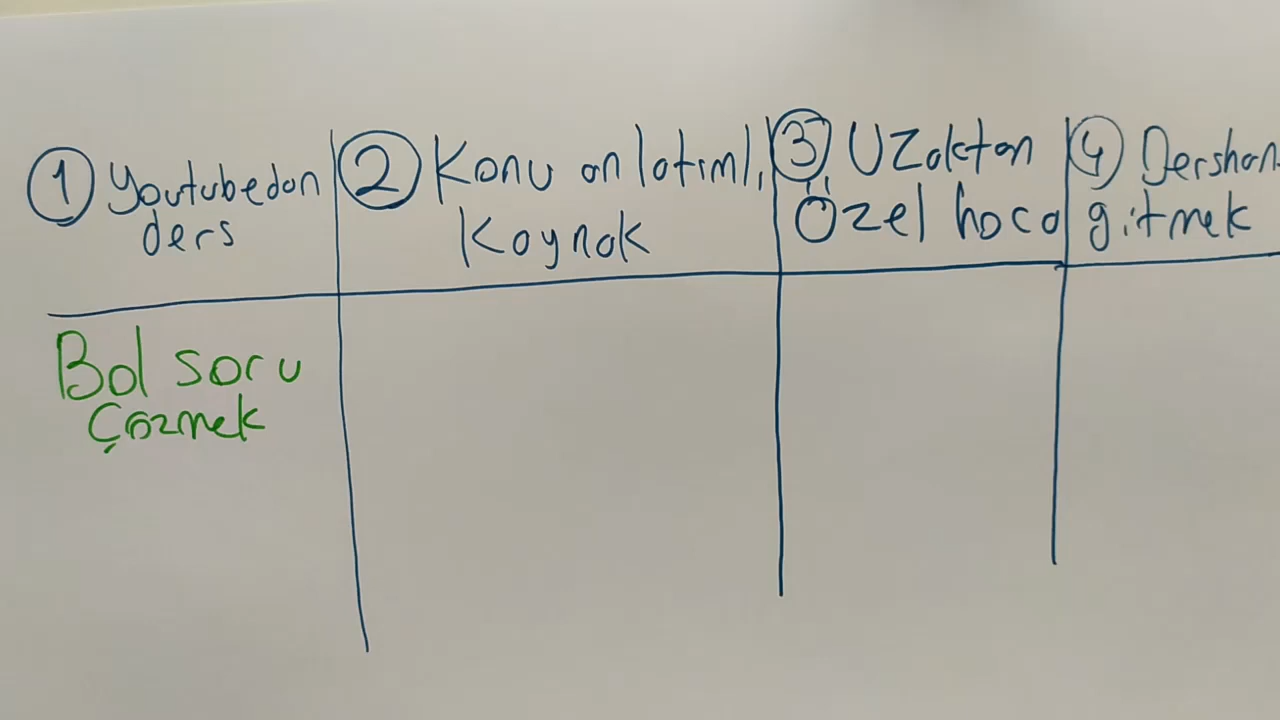 ① Youtubedan
ders
② Konu anlatımlı
Kaynak
③ Uzaktan
Özel hoca
④ Dershan
gitmek
Bol soru
Çözmek